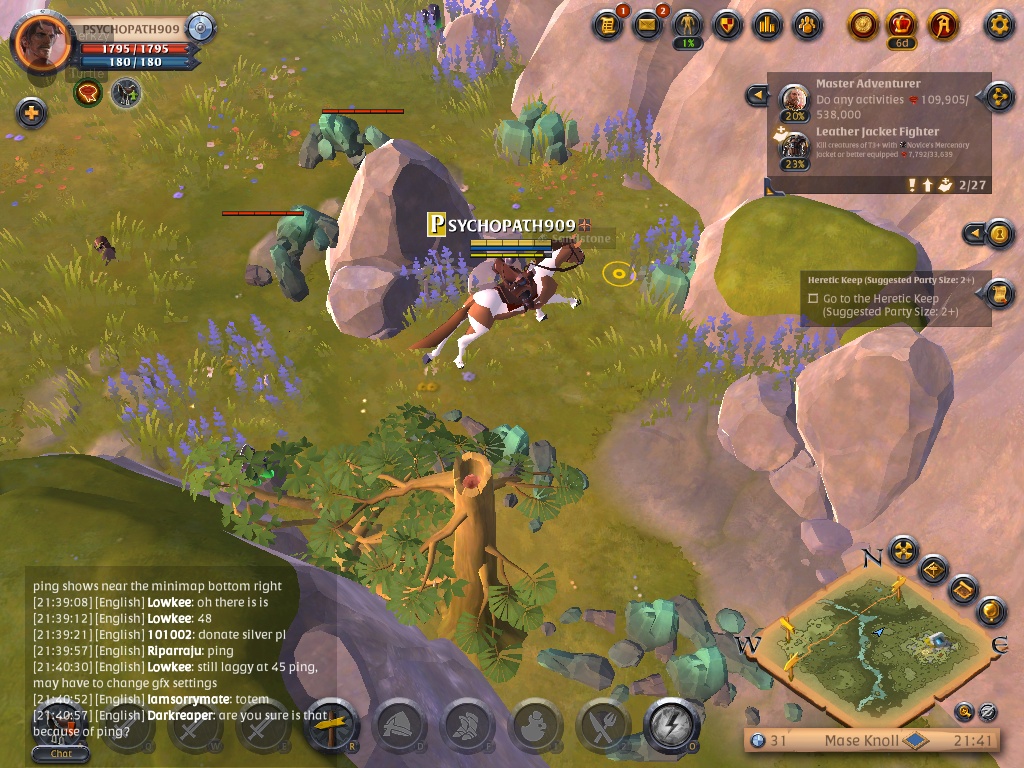 PSYCHOPATH909
1795 / 1795
180 / 180
Turtle
1
2
1%
6d
Master Adventurer
Do any activities 109,905/
538,000
20%
Leather Jacket Fighter
Kill creatures of T3+ with Novice's Mercenary
Jacket or better equipped 7,792/33,639
23%
2/27
PSYCHOPATH909
Sandstone
Heretic Keep (Suggested Party Size: 2+)
Go to the Heretic Keep
(Suggested Party Size: 2+)
ping shows near the minimap bottom right
[21:39:08] [English] Lowkee: oh there is is
[21:39:12] [English] Lowkee: 48
[21:39:21] [English] 101002: donate silver pl
[21:39:57] [English] Riparraju: ping
[21:40:30] [English] Lowkee: still laggy at 45 ping,
may have to change gfx settings
[21:40:52] [English] Iamsorrymate: totem
[21:40:57] [English] Darkreaper: are you sure is that
because of ping?
Chat
Q
W
E
R
D
F
O
N
W
E
31
Mase Knoll
21:41